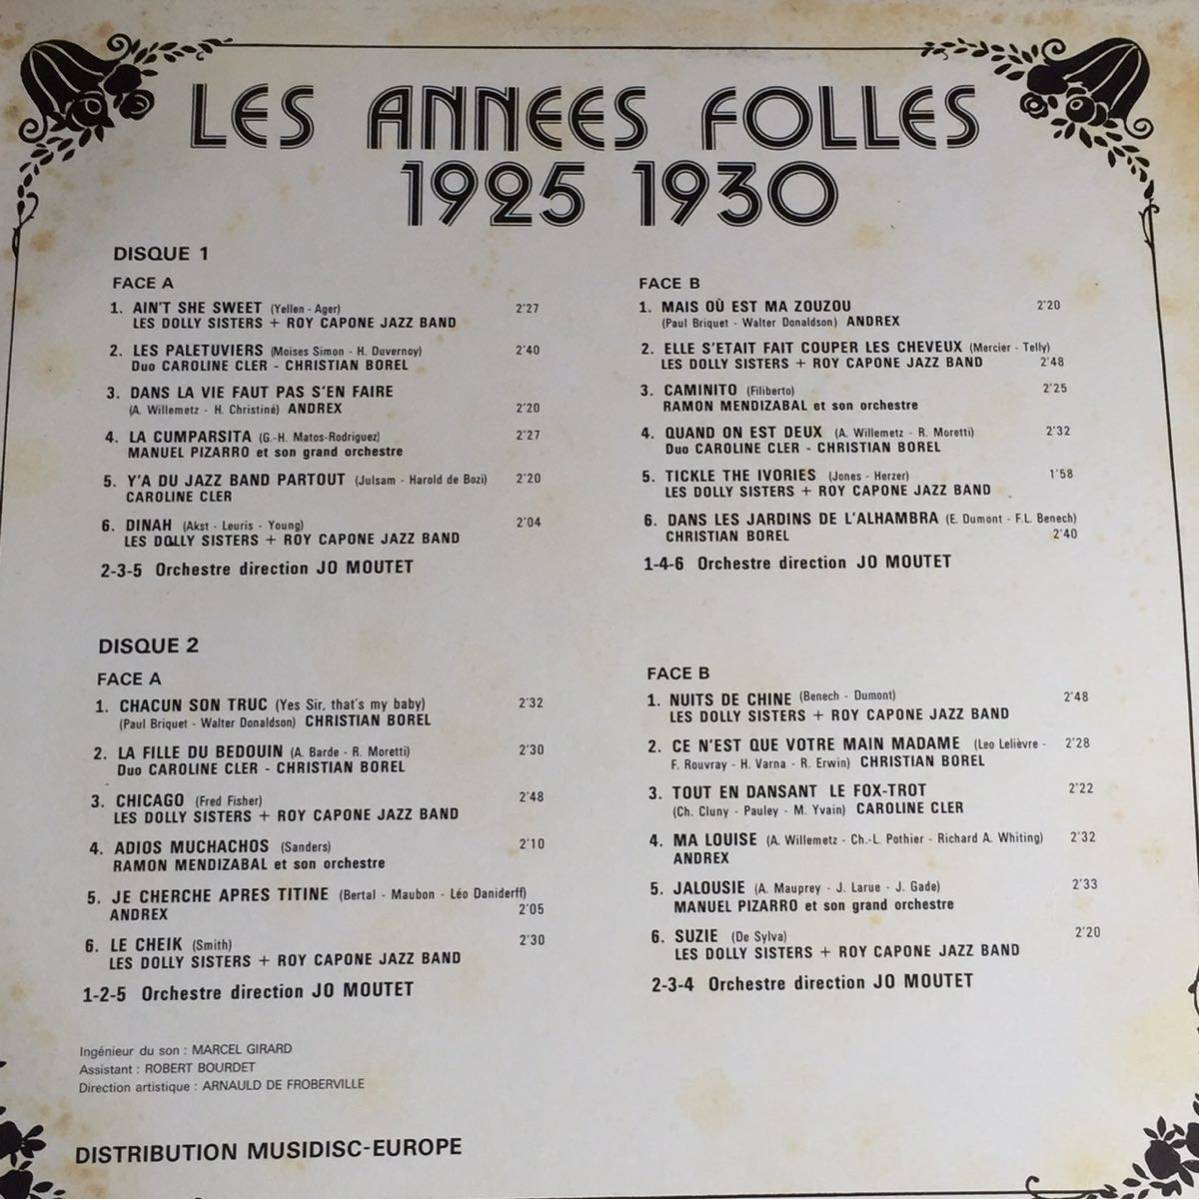 LES ANNEES FOLLES
1925 1930
DISQUE 1
FACE A
1. AIN'T SHE SWEET (Yellen - Ager) 2'27
LES DOLLY SISTERS + ROY CAPONE JAZZ BAND
2. LES PALETUVIERS (Moises Simon - H. Duvernoy) 2'40
Duo CAROLINE CLER - CHRISTIAN BOREL
3. DANS LA VIE FAUT PAS S'EN FAIRE
(A. Willemetz - H. Christiné) ANDREX 2'20
4. LA CUMPARSITA (G.-H. Matos-Rodriguez) 2'27
MANUEL PIZARRO et son grand orchestre
5. Y'A DU JAZZ BAND PARTOUT (Julsam - Harold de Bozi) 2'20
CAROLINE CLER
6. DINAH (Akst - Leuris - Young) 2'04
LES DOLLY SISTERS + ROY CAPONE JAZZ BAND
2-3-5 Orchestre direction JO MOUTET
FACE B
1. MAIS OÙ EST MA ZOUZOU 2'20
(Paul Briquet - Walter Donaldson) ANDREX
2. ELLE S'ETAIT FAIT COUPER LES CHEVEUX (Mercier - Telly)
LES DOLLY SISTERS + ROY CAPONE JAZZ BAND 2'48
3. CAMINITO (Filiberto) 2'25
RAMON MENDIZABAL et son orchestre
4. QUAND ON EST DEUX (A. Willemetz - R. Moretti) 2'32
Duo CAROLINE CLER - CHRISTIAN BOREL
5. TICKLE THE IVORIES (Jones - Herzer) 1'58
LES DOLLY SISTERS + ROY CAPONE JAZZ BAND
6. DANS LES JARDINS DE L'ALHAMBRA (E. Dumont - F.L. Benech)
CHRISTIAN BOREL 2'40
1-4-6 Orchestre direction JO MOUTET
DISQUE 2
FACE A
1. CHACUN SON TRUC (Yes Sir, that's my baby) 2'32
(Paul Briquet - Walter Donaldson) CHRISTIAN BOREL
2. LA FILLE DU BEDOUIN (A. Barde - R. Moretti) 2'30
Duo CAROLINE CLER - CHRISTIAN BOREL
3. CHICAGO (Fred Fisher) 2'48
LES DOLLY SISTERS + ROY CAPONE JAZZ BAND
4. ADIOS MUCHACHOS (Sanders) 2'10
RAMON MENDIZABAL et son orchestre
5. JE CHERCHE APRES TITINE (Bertal - Maubon - Léo Daniderff)
ANDREX 2'05
6. LE CHEIK (Smith) 2'30
LES DOLLY SISTERS + ROY CAPONE JAZZ BAND
1-2-5 Orchestre direction JO MOUTET
FACE B
1. NUITS DE CHINE (Benech - Dumont) 2'48
LES DOLLY SISTERS + ROY CAPONE JAZZ BAND
2. CE N'EST QUE VOTRE MAIN MADAME (Leo Lelièvre - 2'28
F. Rouvray - H. Varna - R. Erwin) CHRISTIAN BOREL
3. TOUT EN DANSANT LE FOX-TROT 2'22
(Ch. Cluny - Pauley - M. Yvain) CAROLINE CLER
4. MA LOUISE (A. Willemetz - Ch.-L. Pothier - Richard A. Whiting) 2'32
ANDREX
5. JALOUSIE (A. Mauprey - J. Larue - J. Gade) 2'33
MANUEL PIZARRO et son grand orchestre
6. SUZIE (De Sylva) 2'20
LES DOLLY SISTERS + ROY CAPONE JAZZ BAND
2-3-4 Orchestre direction JO MOUTET
Ingénieur du son : MARCEL GIRARD
Assistant : ROBERT BOURDET
Direction artistique : ARNAULD DE FROBERVILLE
DISTRIBUTION MUSIDISC-EUROPE